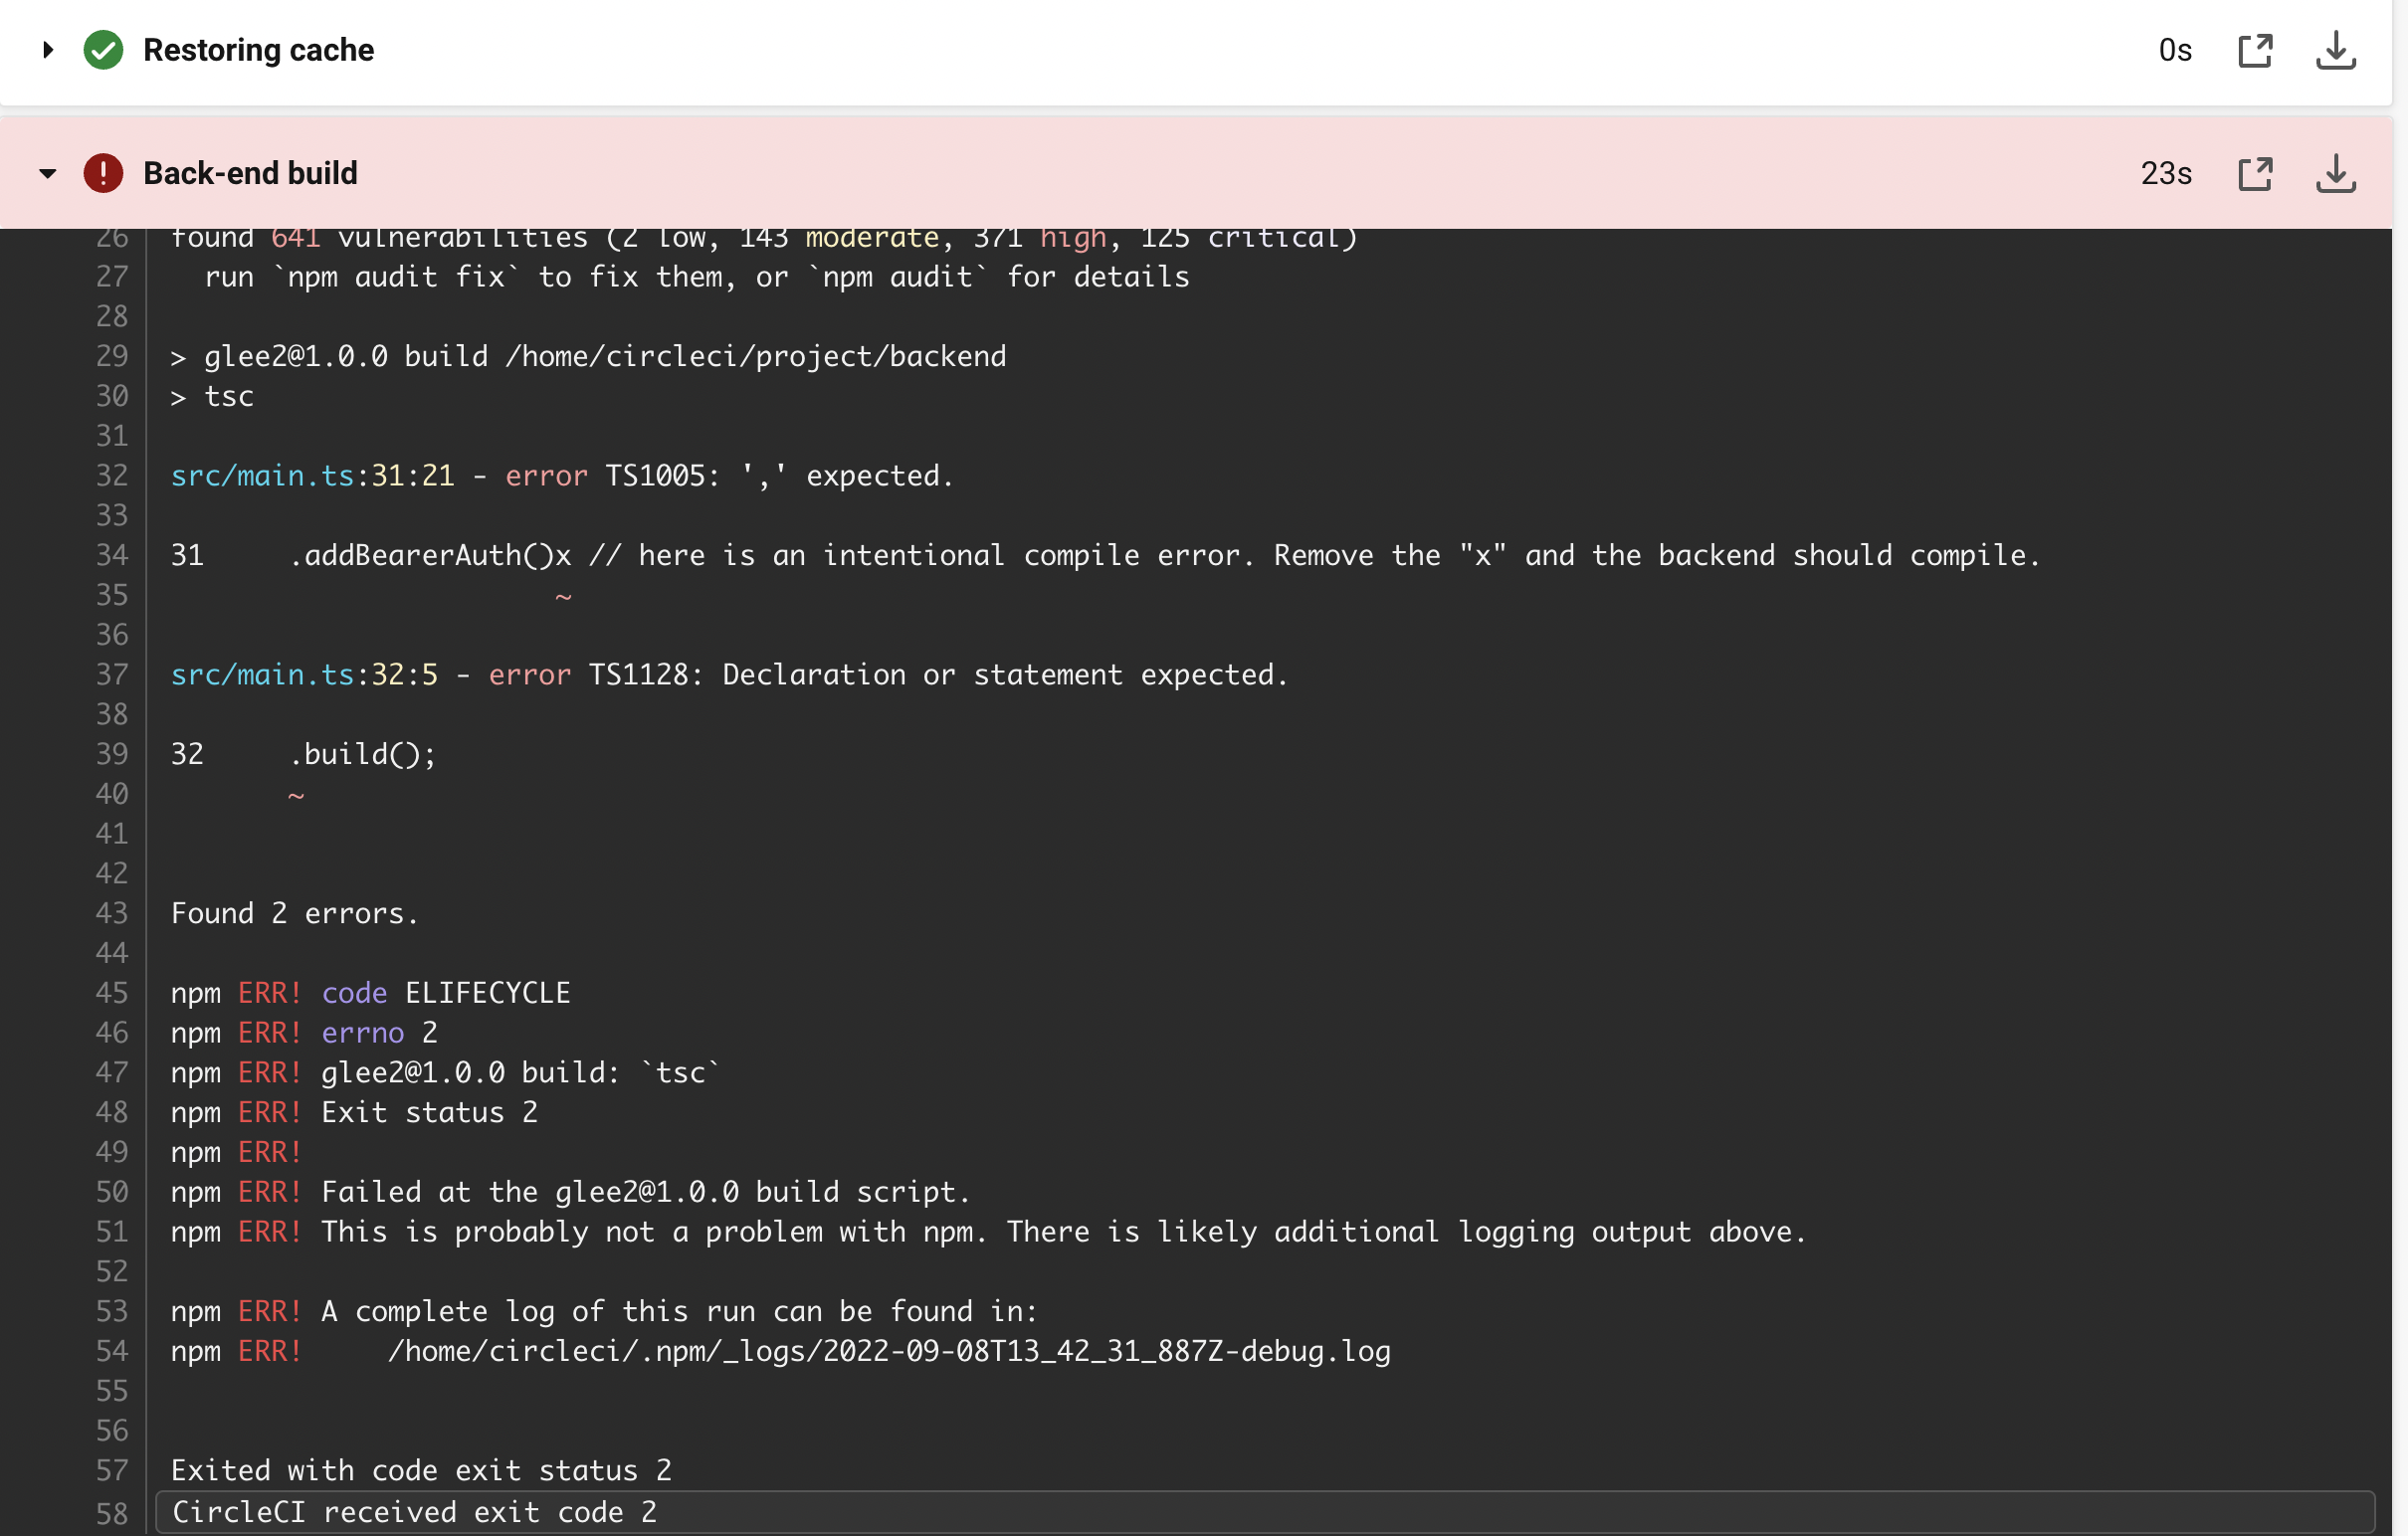 Restoring cache 0s
Back-end build 23s
26 found 641 vulnerabilities (2 low, 143 moderate, 371 high, 125 critical)
27   run `npm audit fix` to fix them, or `npm audit` for details
28
29 > glee2@1.0.0 build /home/circleci/project/backend
30 > tsc
31
32 src/main.ts:31:21 - error TS1005: ',' expected.
33
34 31     .addBearerAuth()x // here is an intentional compile error. Remove the "x" and the backend should compile.
35                        ~
36
37 src/main.ts:32:5 - error TS1128: Declaration or statement expected.
38
39 32     .build();
40        ~
41
42
43 Found 2 errors.
44
45 npm ERR! code ELIFECYCLE
46 npm ERR! errno 2
47 npm ERR! glee2@1.0.0 build: `tsc`
48 npm ERR! Exit status 2
49 npm ERR!
50 npm ERR! Failed at the glee2@1.0.0 build script.
51 npm ERR! This is probably not a problem with npm. There is likely additional logging output above.
52
53 npm ERR! A complete log of this run can be found in:
54 npm ERR!     /home/circleci/.npm/_logs/2022-09-08T13_42_31_887Z-debug.log
55
56
57 Exited with code exit status 2
58 CircleCI received exit code 2